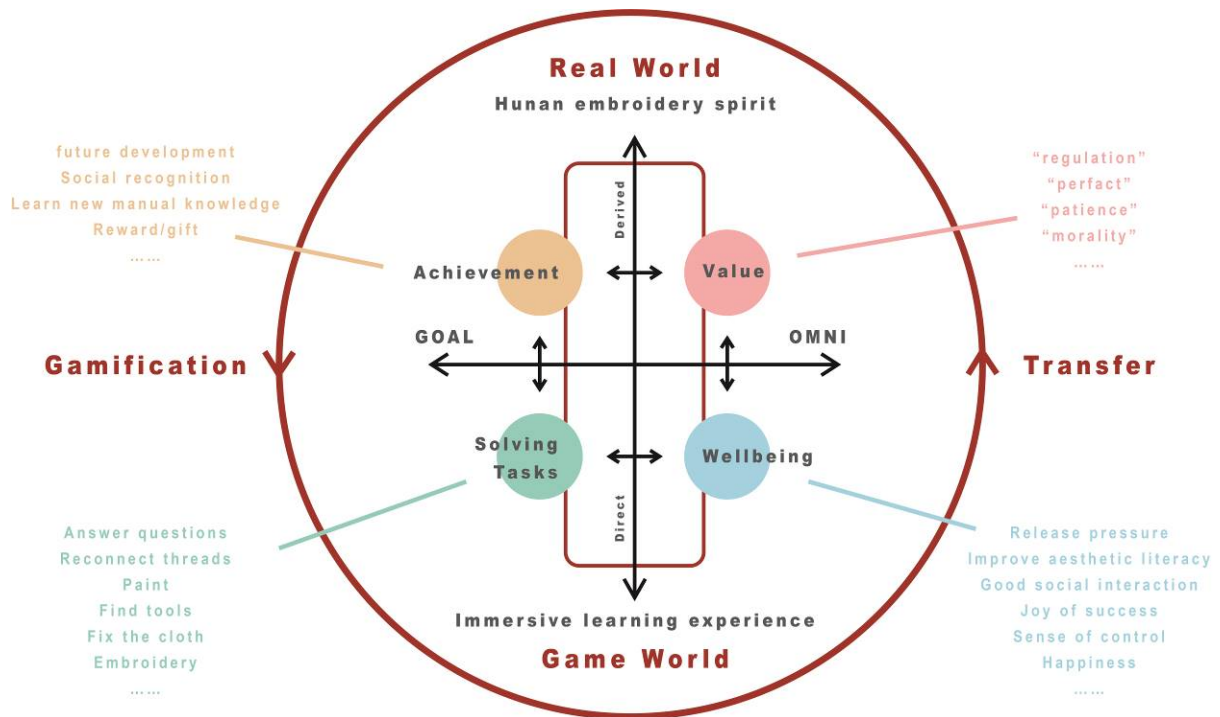 Real World
Hunan embroidery spirit
future development
Social recognition
Learn new manual knowledge
Reward/gift
……
“regulation”
“perfact”
“patience”
“morality”
……
Derived
Achievement
Value
GOAL
OMNI
Gamification
Transfer
Solving
Tasks
Wellbeing
Direct
Answer questions
Reconnect threads
Paint
Find tools
Fix the cloth
Embroidery
……
Release pressure
Improve aesthetic literacy
Good social interaction
Joy of success
Sense of control
Happiness
……
Immersive learning experience
Game World